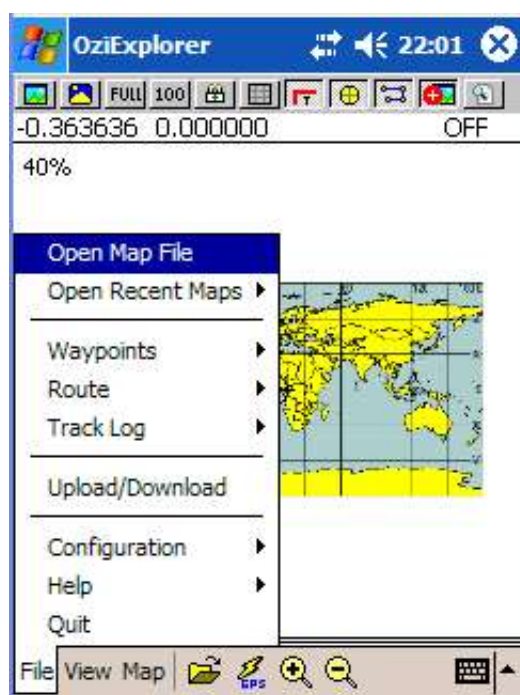 OziExplorer 22:01
FULL 100
-0.363636 0.000000 OFF
40%
Open Map File
Open Recent Maps
Waypoints
Route
Track Log
Upload/Download
Configuration
Help
Quit
File View Map GPS